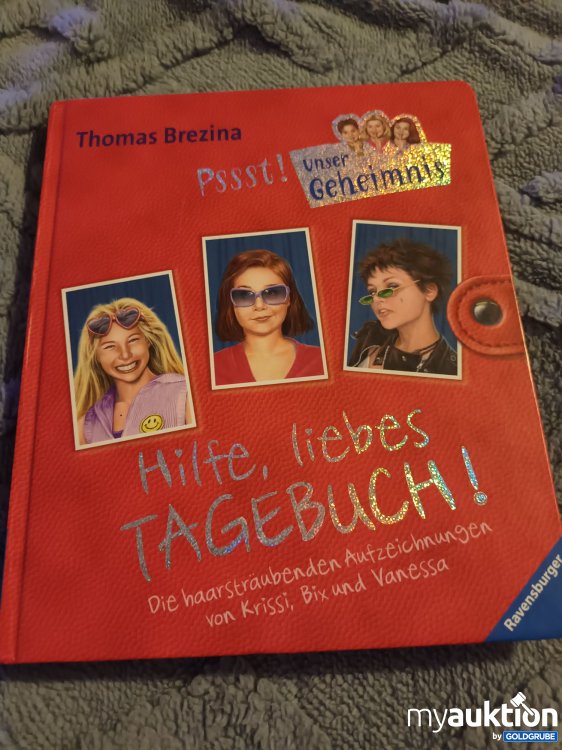 Thomas Brezina
Pssst! Unser
Geheimnis
Hilfe, liebes
TAGEBUCH!
Die haarsträubenden Aufzeichnungen
von Krissi, Bix und Vanessa
Ravensburger
myauktion
by GOLDGRUBE